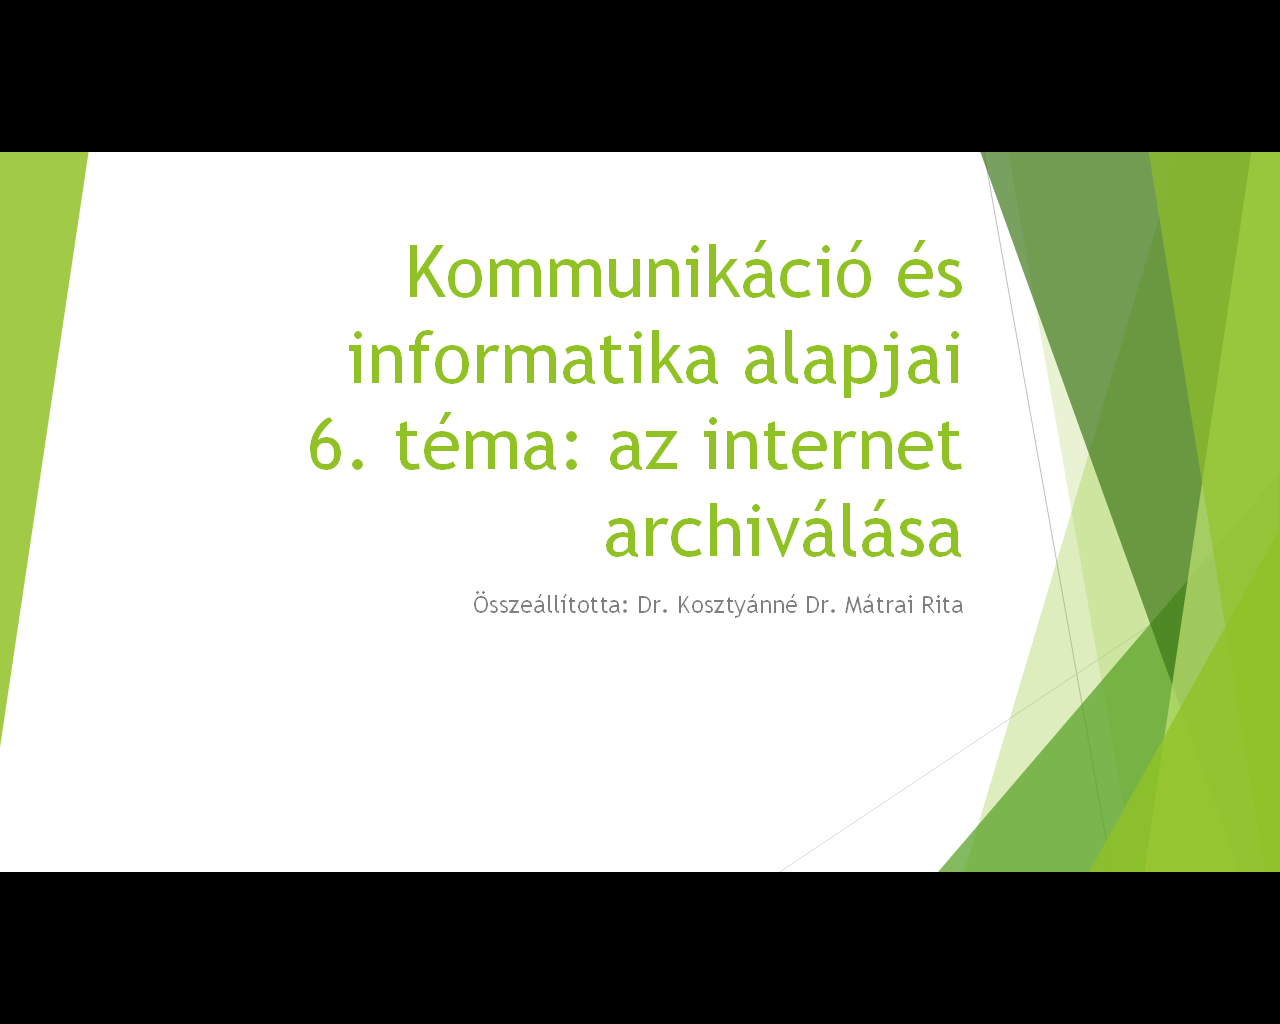 Kommunikáció és
informatika alapjai
6. téma: az internet
archiválása
Összeállította: Dr. Kosztyánné Dr. Mátrai Rita